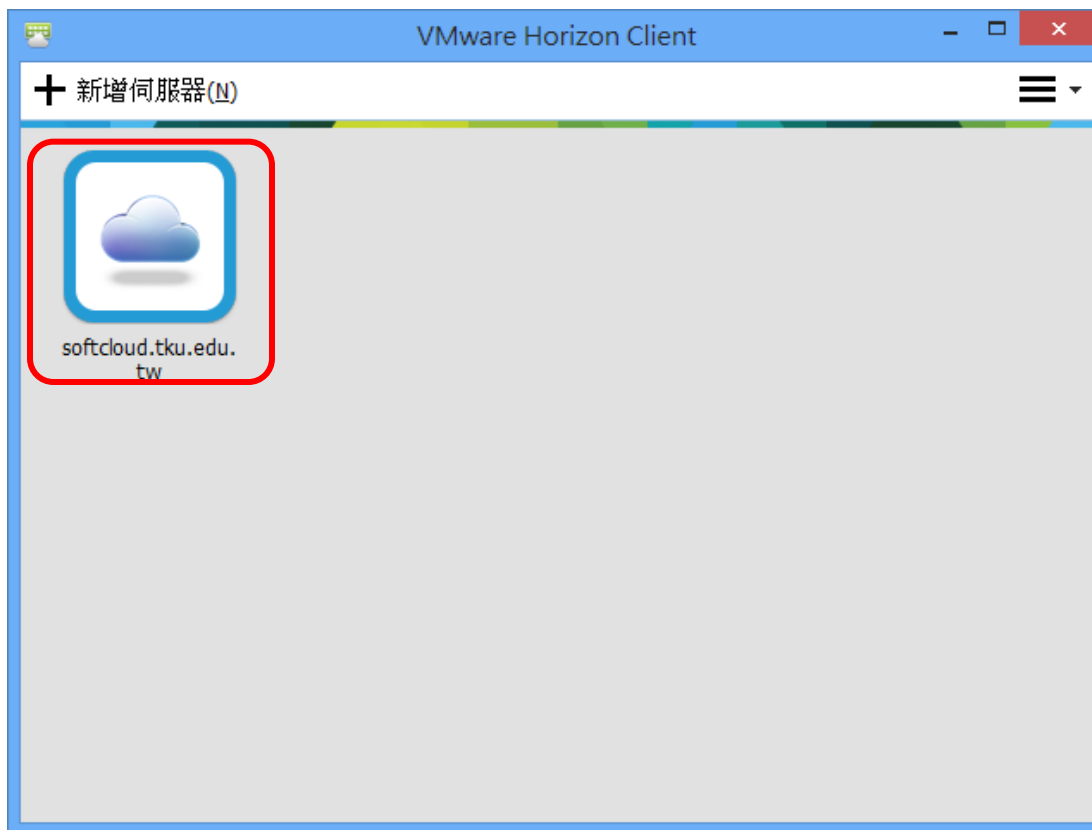 VMware Horizon Client
新增伺服器(N)
softcloud.tku.edu.
tw